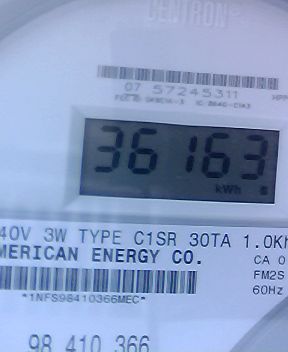 CENTRON®
07 57245311
36163
kWh
40V 3W TYPE C1SR 30TA 1.0Kh
MERICAN ENERGY CO.
CA 0
FM2S
60Hz
*1NFS98410366MEC*
98 410 366